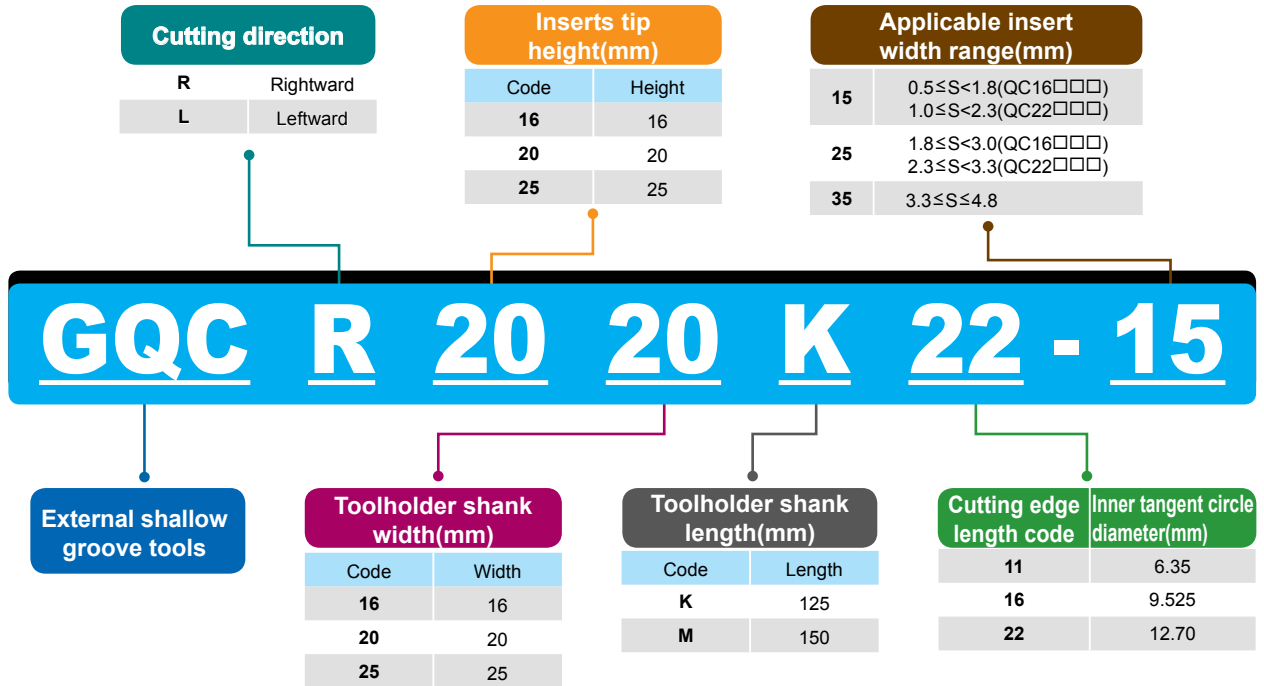 Cutting direction
R Rightward
L Leftward
Inserts tip
height(mm)
Code Height
16 16
20 20
25 25
Applicable insert
width range(mm)
15 0.5≤S<1.8(QC16□□□)
1.0≤S<2.3(QC22□□□)
25 1.8≤S<3.0(QC16□□□)
2.3≤S<3.3(QC22□□□)
35 3.3≤S≤4.8
GQC R 20 20 K 22 - 15
External shallow
groove tools
Toolholder shank
width(mm)
Code Width
16 16
20 20
25 25
Toolholder shank
length(mm)
Code Length
K 125
M 150
Cutting edge
length code
Inner tangent circle
diameter(mm)
11 6.35
16 9.525
22 12.70